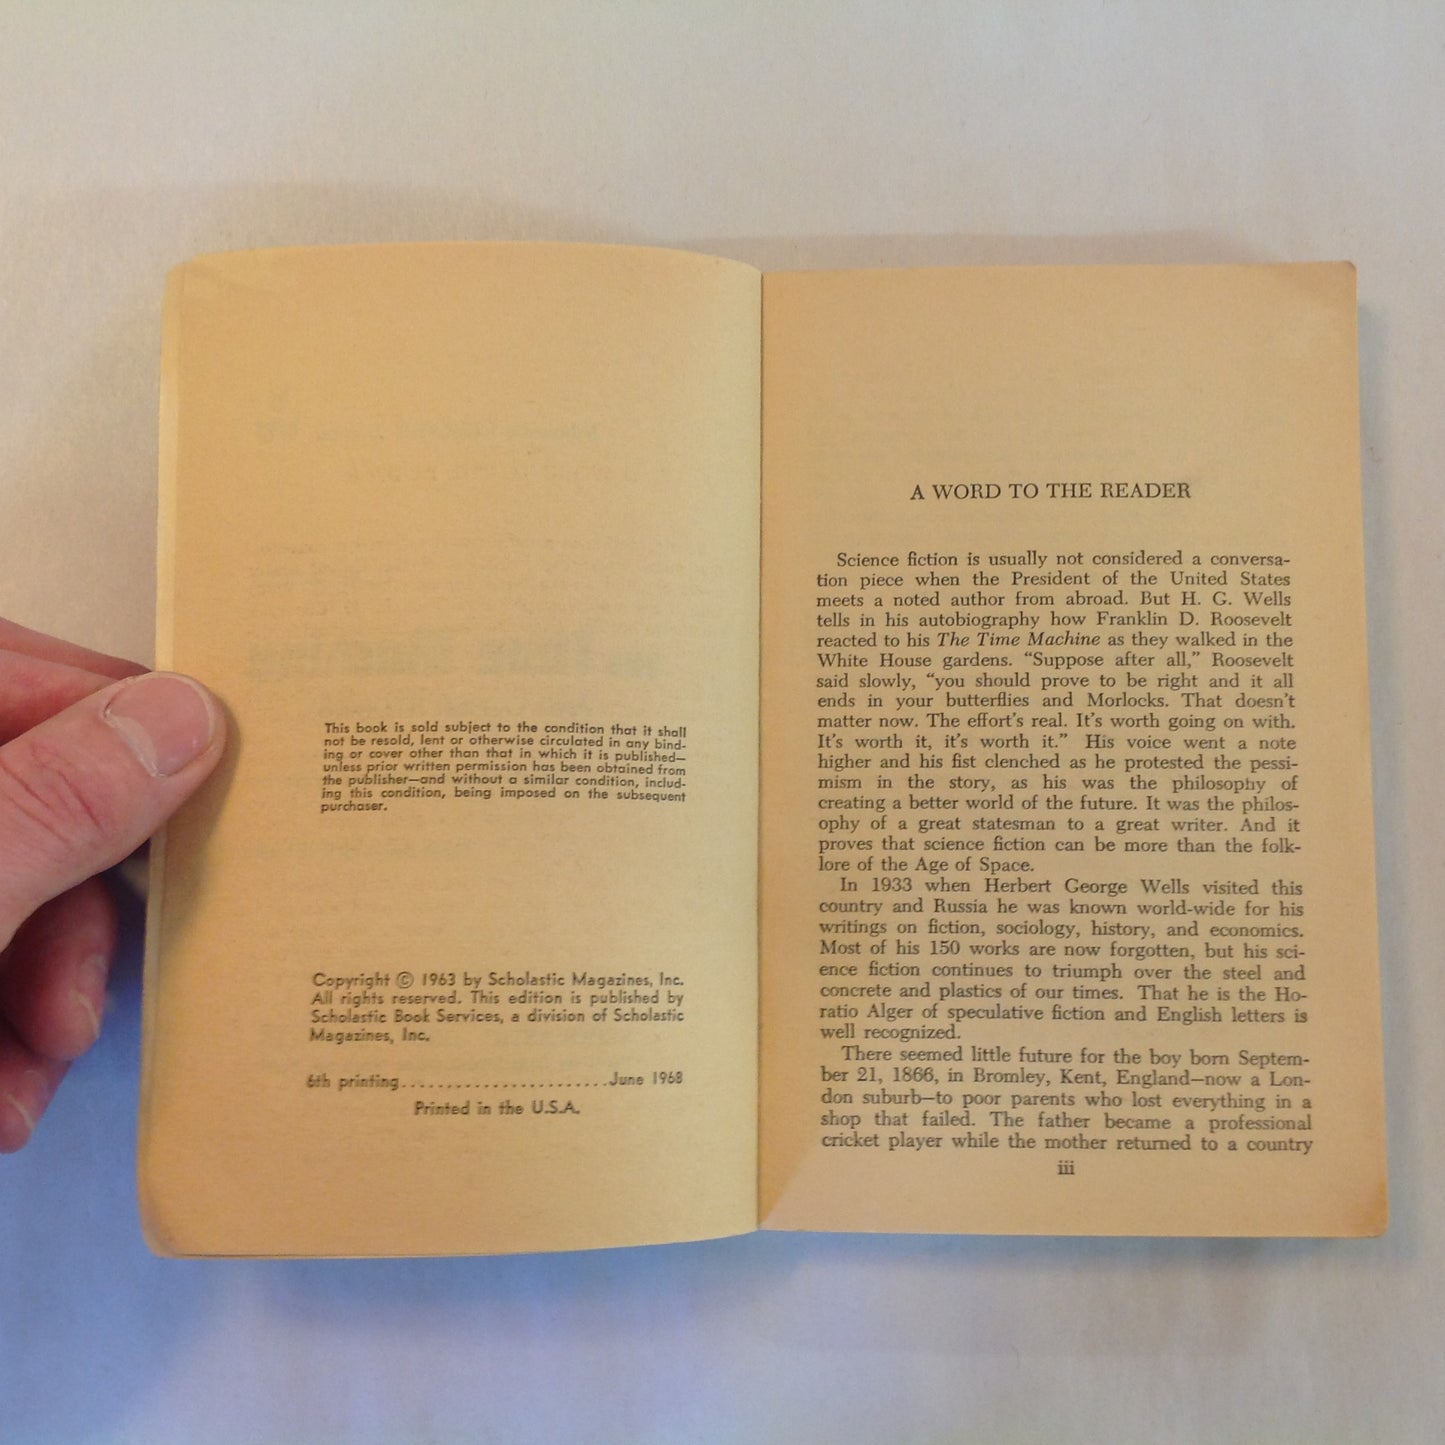 This book is sold subject to the condition that it shall
not be resold, lent or otherwise circulated in any bind-
ing or cover other than that in which it is published—
unless prior written permission has been obtained from
the publisher—and without a similar condition, includ-
ing this condition, being imposed on the subsequent
purchaser.
Copyright © 1963 by Scholastic Magazines, Inc.
All rights reserved. This edition is published by
Scholastic Book Services, a division of Scholastic
Magazines, Inc.
6th printing.......................June 1968
Printed in the U.S.A.
A WORD TO THE READER
Science fiction is usually not considered a conversa-
tion piece when the President of the United States
meets a noted author from abroad. But H. G. Wells
tells in his autobiography how Franklin D. Roosevelt
reacted to his The Time Machine as they walked in the
White House gardens. “Suppose after all,” Roosevelt
said slowly, “you should prove to be right and it all
ends in your butterflies and Morlocks. That doesn't
matter now. The effort's real. It's worth going on with.
It's worth it, it's worth it.” His voice went a note
higher and his fist clenched as he protested the pessi-
mism in the story, as his was the philosophy of
creating a better world of the future. It was the philos-
ophy of a great statesman to a great writer. And it
proves that science fiction can be more than the folk-
lore of the Age of Space.
In 1933 when Herbert George Wells visited this
country and Russia he was known world-wide for his
writings on fiction, sociology, history, and economics.
Most of his 150 works are now forgotten, but his sci-
ence fiction continues to triumph over the steel and
concrete and plastics of our times. That he is the Ho-
ratio Alger of speculative fiction and English letters is
well recognized.
There seemed little future for the boy born Septem-
ber 21, 1866, in Bromley, Kent, England—now a Lon-
don suburb—to poor parents who lost everything in a
shop that failed. The father became a professional
cricket player while the mother returned to a country
iii